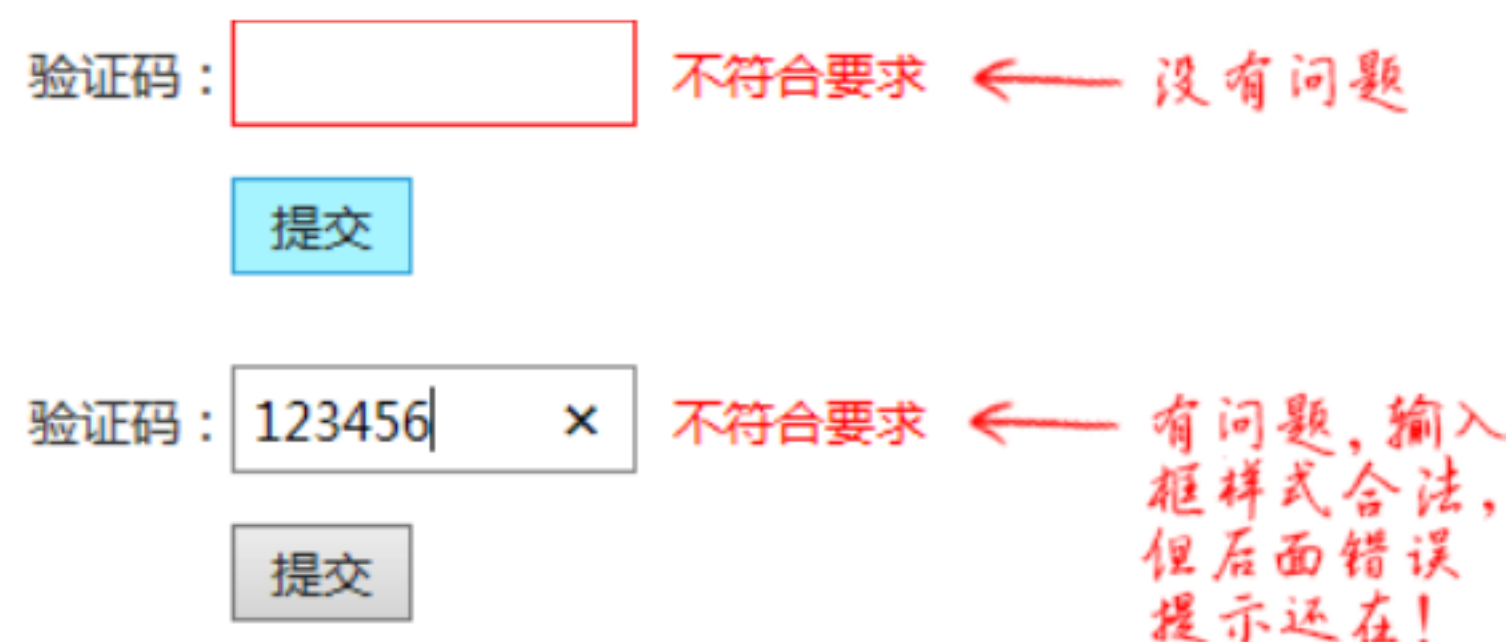 验证码： 不符合要求 没有问题
提交
验证码： 123456 × 不符合要求 有问题，输入
框样式合法，
但后面错误
提交
提示还在！